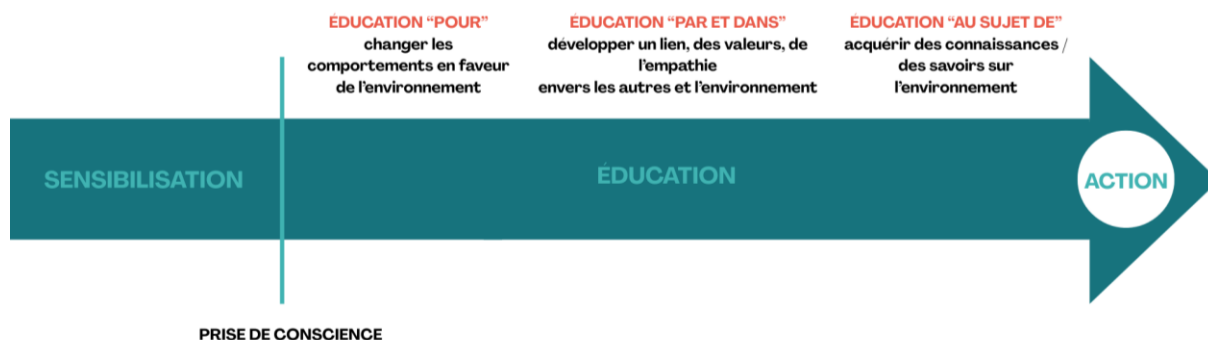 ÉDUCATION “POUR”
changer les
comportements en faveur
de l’environnement
ÉDUCATION “PAR ET DANS”
développer un lien, des valeurs, de
l’empathie
envers les autres et l’environnement
ÉDUCATION “AU SUJET DE”
acquérir des connaissances /
des savoirs sur
l’environnement
SENSIBILISATION
ÉDUCATION
ACTION
PRISE DE CONSCIENCE